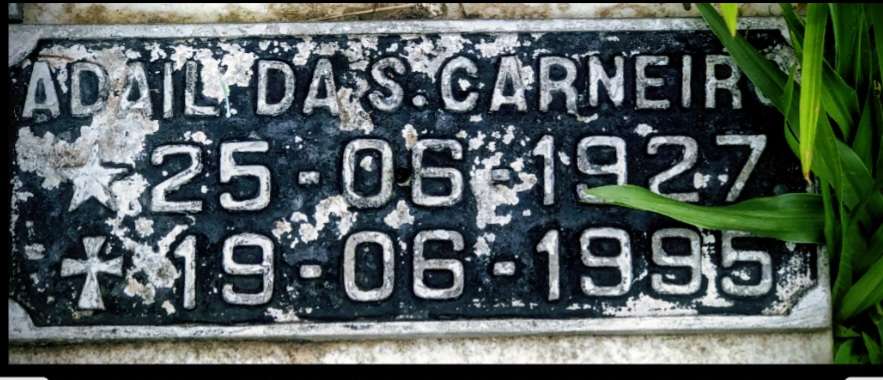 ADAIL DA S. CARNEIRO
25-06-1927
19-06-1995